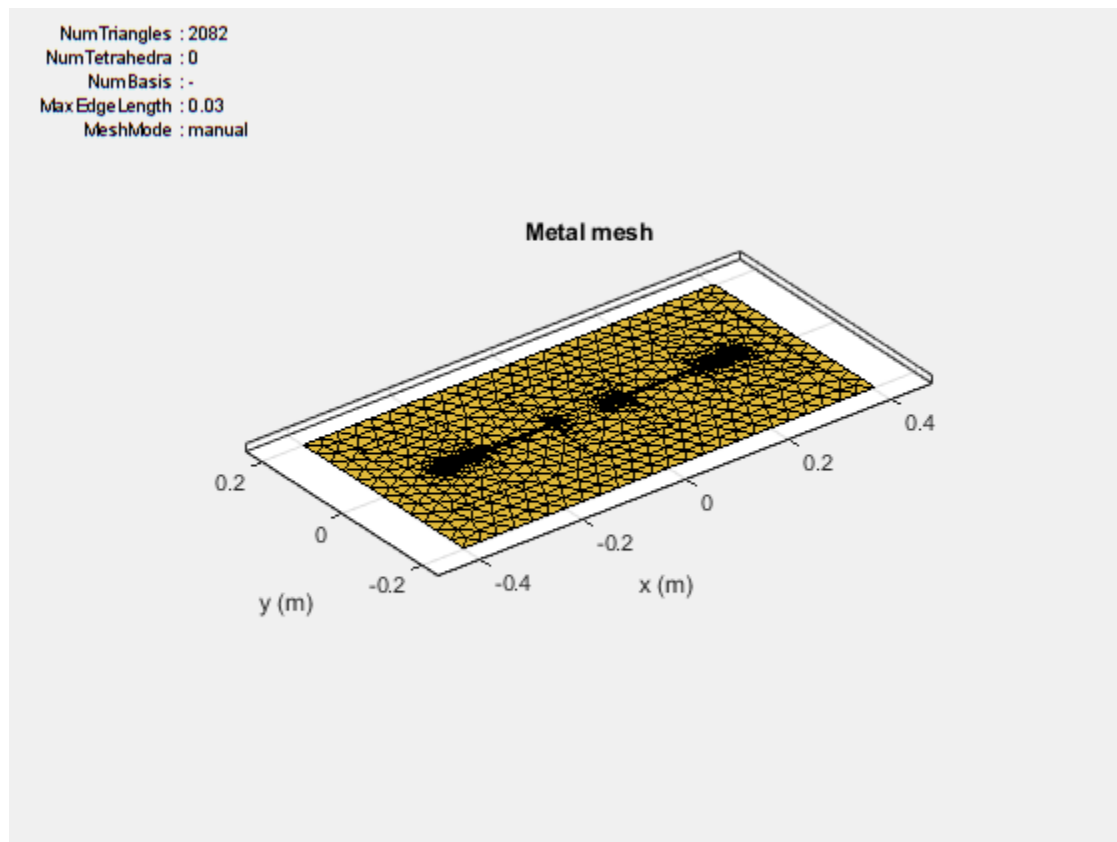 NumTriangles : 2082
NumTetrahedra : 0
NumBasis : -
MaxEdgeLength : 0.03
MeshMode : manual
Metal mesh
0.4
0.2
0.2
0
0
-0.2
-0.2
-0.4
x (m)
y (m)